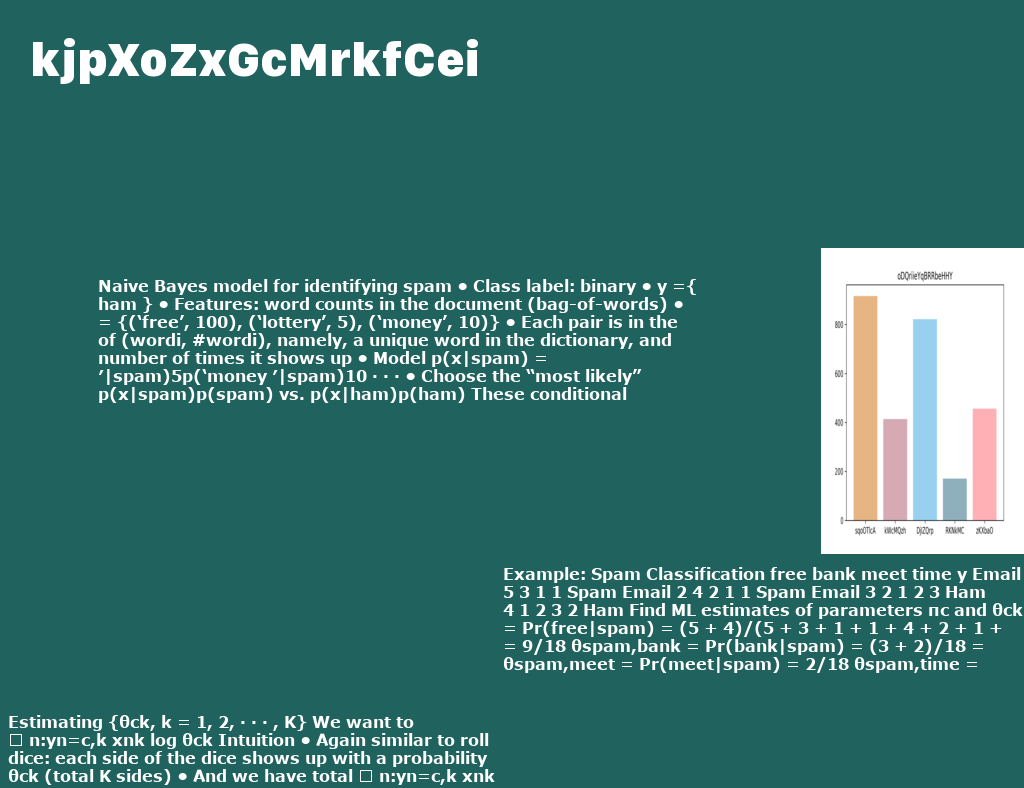 kjpXoZxGcMrkfCei
Naive Bayes model for identifying spam • Class label: binary • y ={
ham } • Features: word counts in the document (bag-of-words) •
= {(‘free’, 100), (‘lottery’, 5), (‘money’, 10)} • Each pair is in the
of (wordi, #wordi), namely, a unique word in the dictionary, and
number of times it shows up • Model p(x|spam) =
’|spam)5p(‘money ’|spam)10 · · · • Choose the “most likely”
p(x|spam)p(spam) vs. p(x|ham)p(ham) These conditional
oDQriieYqBRRbeHHY
800
600
400
200
0
sqoOTlcA kWcMQzh DjiZQrp RKNkMC zKXbaO
Example: Spam Classification free bank meet time y Email
5 3 1 1 Spam Email 2 4 2 1 1 Spam Email 3 2 1 2 3 Ham
4 1 2 3 2 Ham Find ML estimates of parameters πc and θck
= Pr(free|spam) = (5 + 4)/(5 + 3 + 1 + 1 + 4 + 2 + 1 +
= 9/18 θspam,bank = Pr(bank|spam) = (3 + 2)/18 =
θspam,meet = Pr(meet|spam) = 2/18 θspam,time =
Estimating {θck, k = 1, 2, · · · , K} We want to
n:yn=c,k xnk log θck Intuition • Again similar to roll
dice: each side of the dice shows up with a probability
θck (total K sides) • And we have total n:yn=c,k xnk